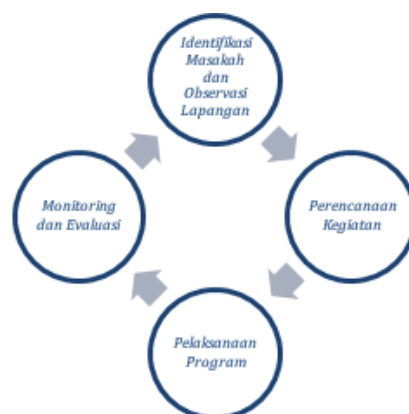 Identifikasi
Masakah
dan
Observasi
Lapangan
Perencanaan
Kegiatan
Pelaksanaan
Program
Monitoring
dan Evaluasi